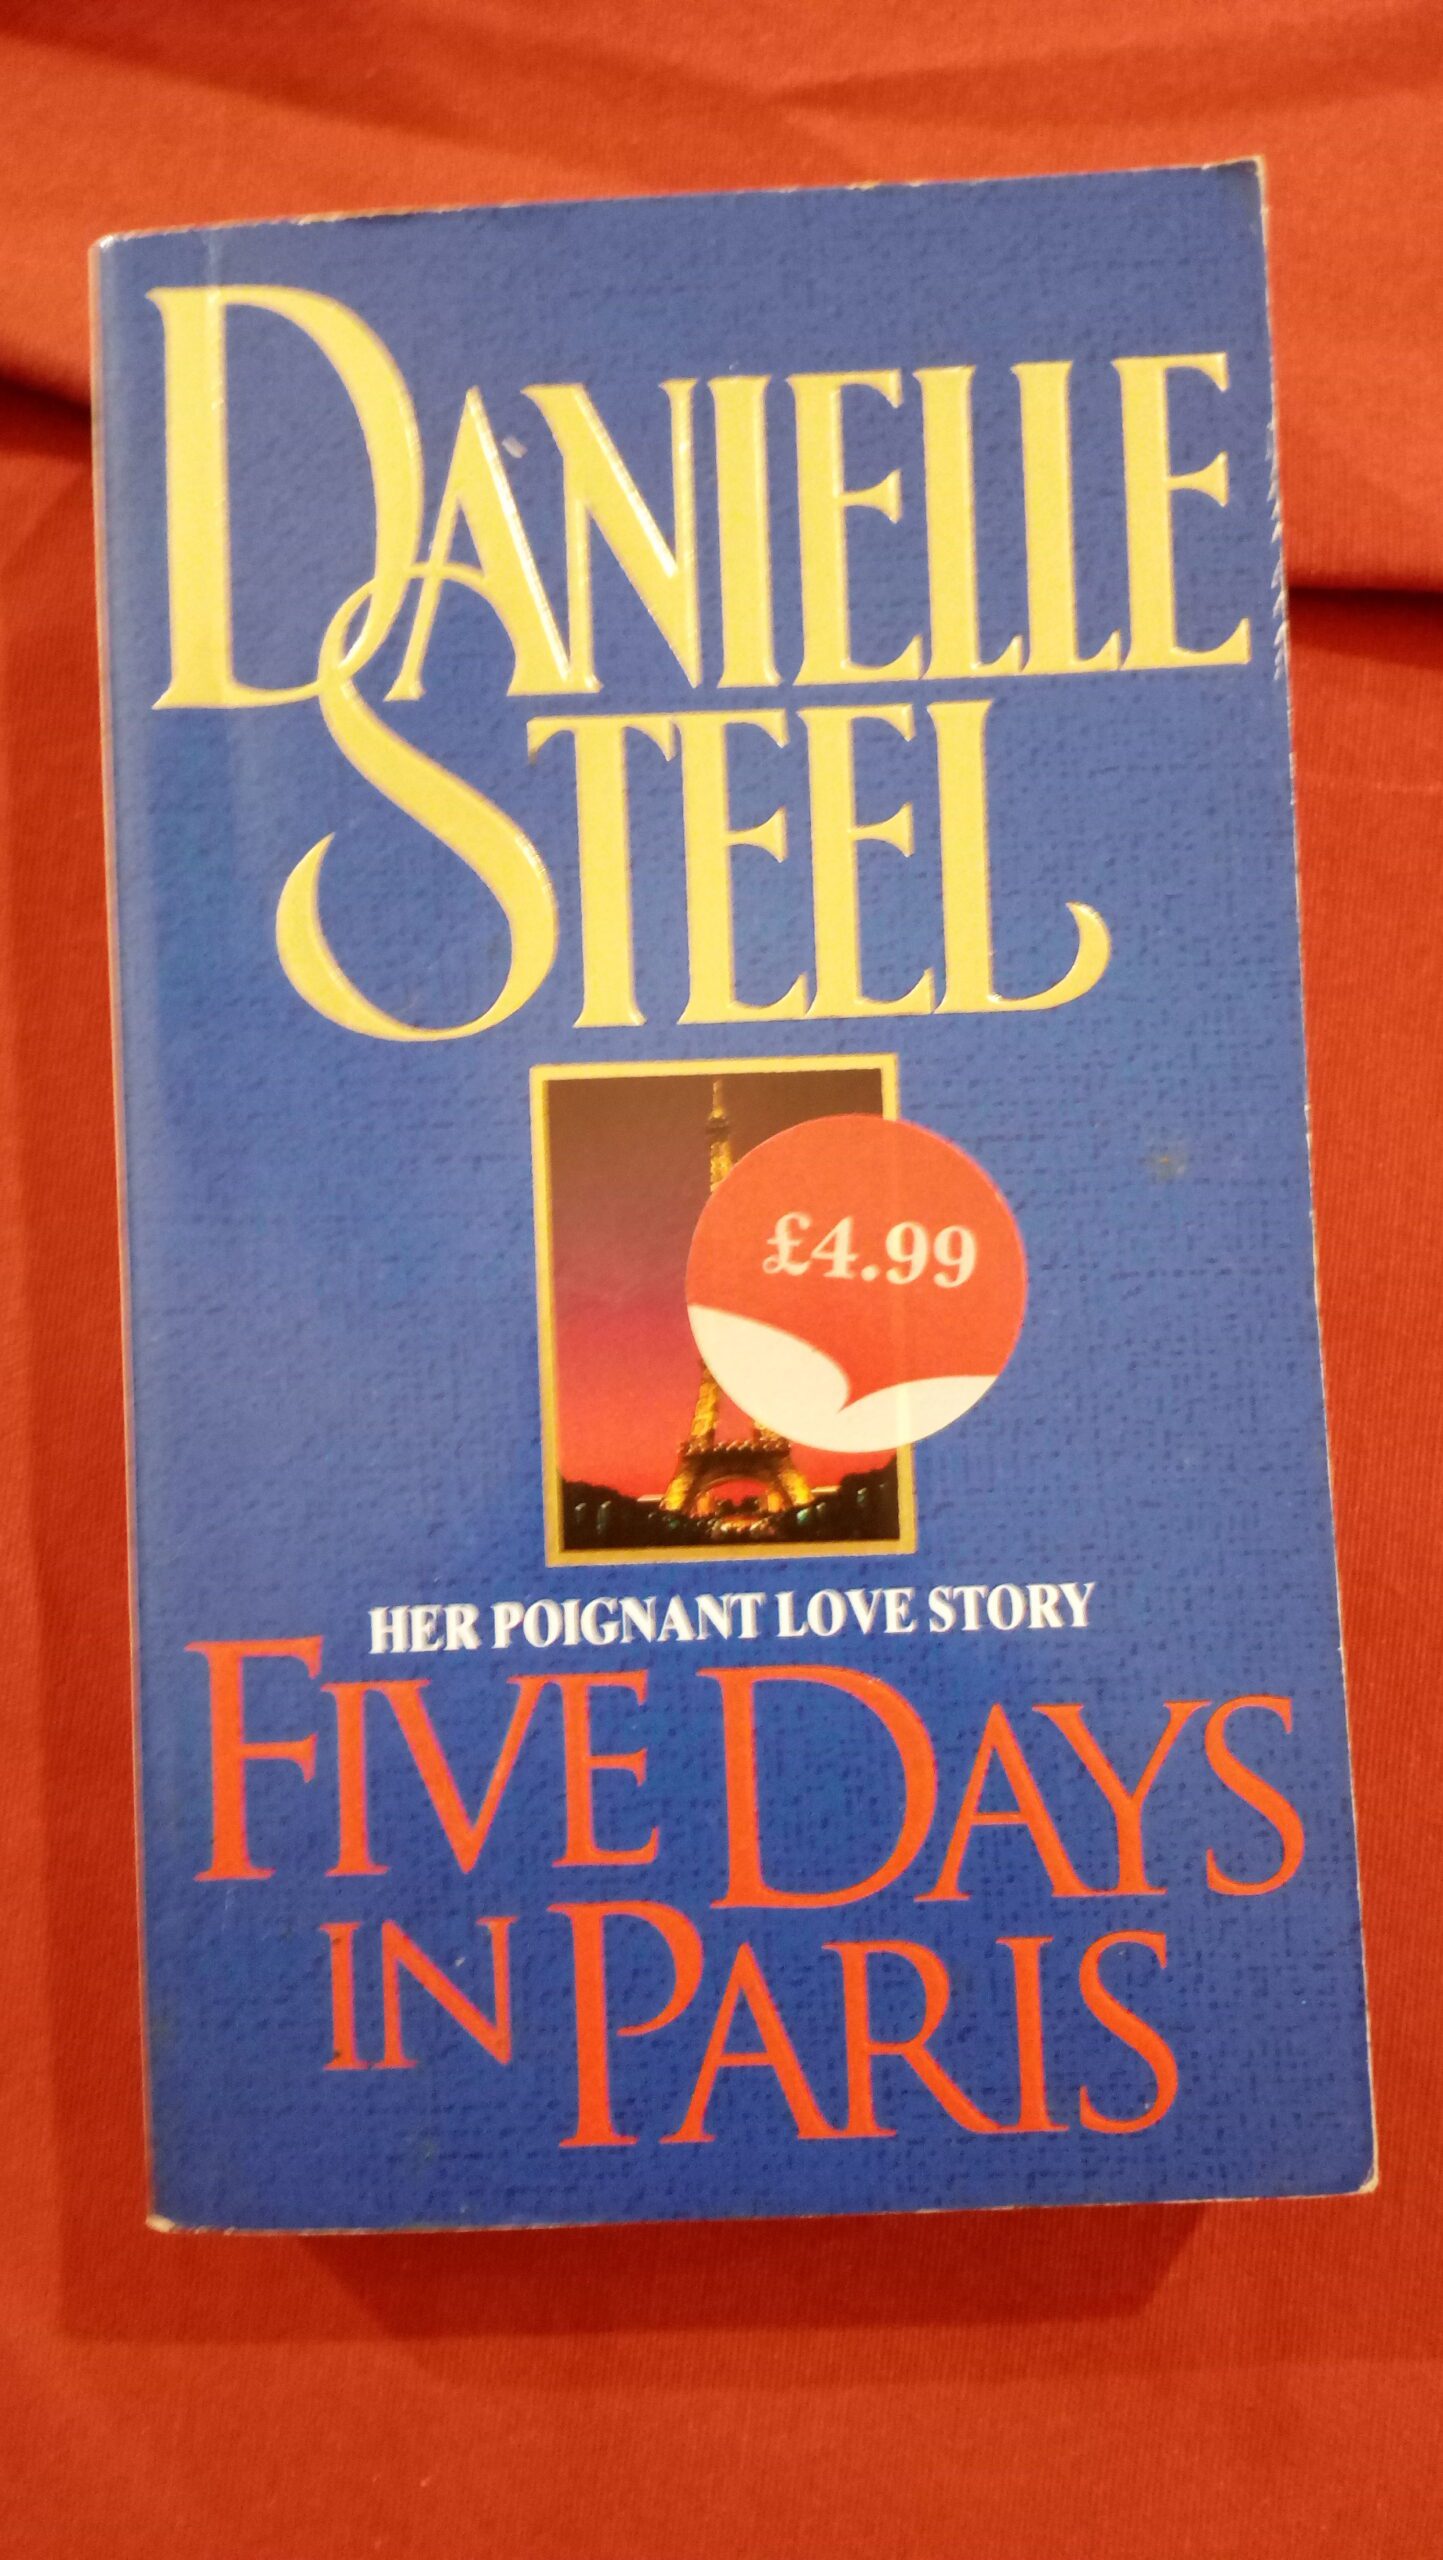 DANIELLE
STEEL
£4.99
HER POIGNANT LOVE STORY
FIVE DAYS
IN PARIS